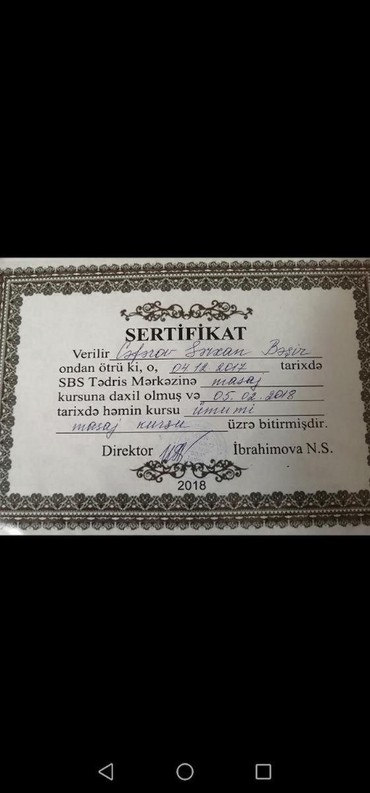 SERTİFİKAT
Verilir Cəfərov Sərxan Bəşir
ondan ötrü ki, o, 04.12.2017 tarixdə
SBS Tədris Mərkəzinə masaj
kursuna daxil olmuş və 05.02.2018
tarixdə həmin kursu ümumi
masaj kursu üzrə bitirmişdir.
Direktor İbrahimova N.S.
2018